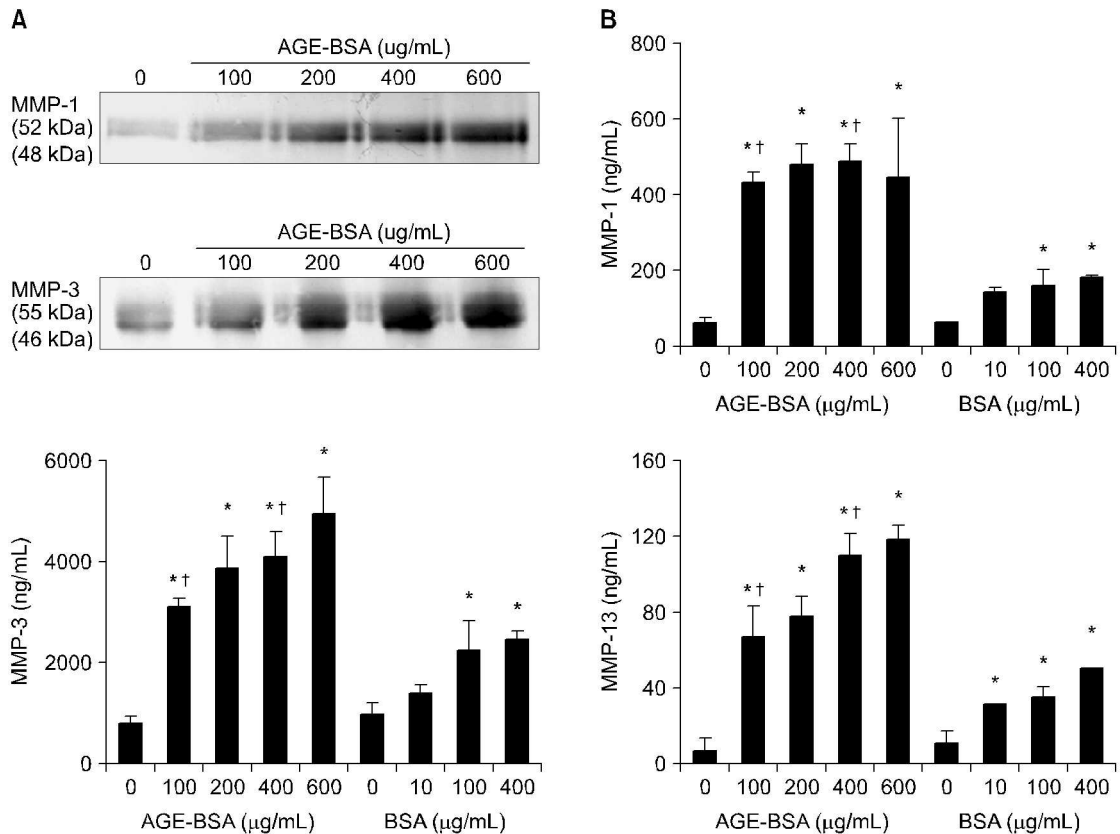 A
AGE-BSA (ug/mL)
0 100 200 400 600
MMP-1
(52 kDa)
(48 kDa)
AGE-BSA (ug/mL)
0 100 200 400 600
MMP-3
(55 kDa)
(46 kDa)
B
MMP-1 (ng/mL)
800
600
400
200
0
*† * *† * * *
0 100 200 400 600 0 10 100 400
AGE-BSA (μg/mL) BSA (μg/mL)
MMP-3 (ng/mL)
6000
4000
2000
0
*† * *† * * *
0 100 200 400 600 0 10 100 400
AGE-BSA (μg/mL) BSA (μg/mL)
MMP-13 (ng/mL)
160
120
80
40
0
*† * *† * * * *
0 100 200 400 600 0 10 100 400
AGE-BSA (μg/mL) BSA (μg/mL)